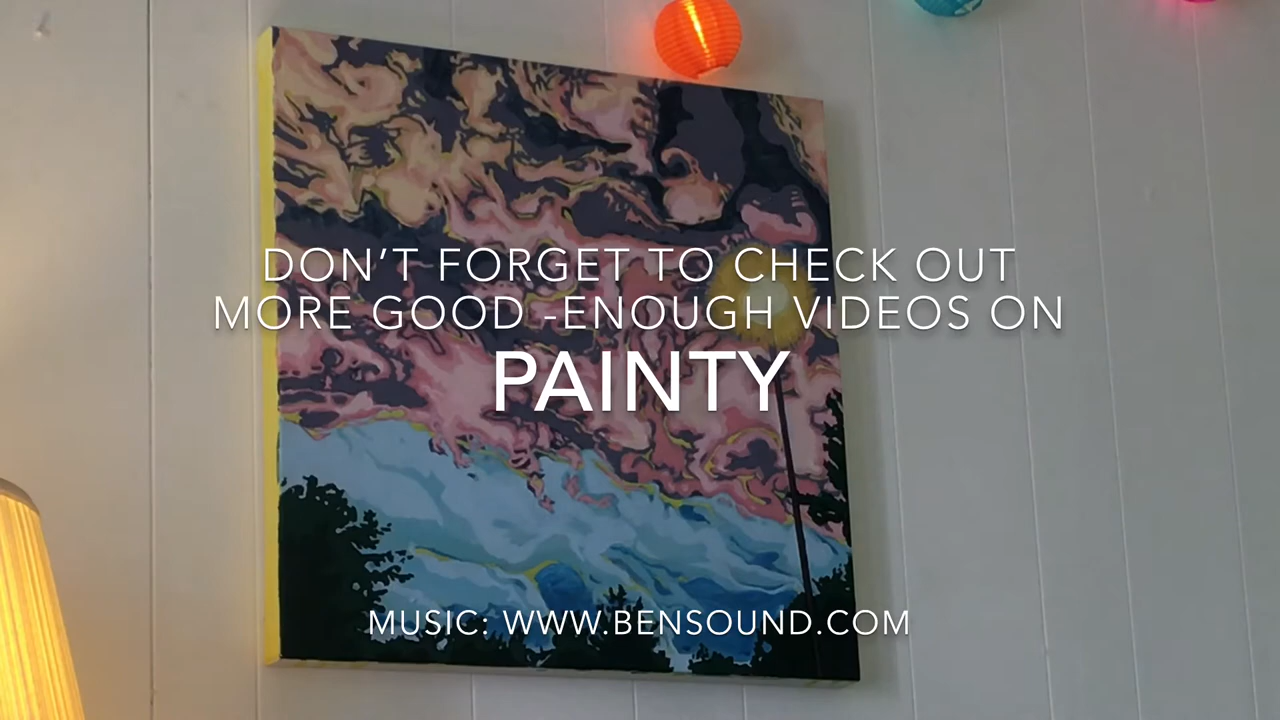 DON'T FORGET TO CHECK OUT
MORE GOOD -ENOUGH VIDEOS ON
PAINTY
MUSIC: WWW.BENSOUND.COM